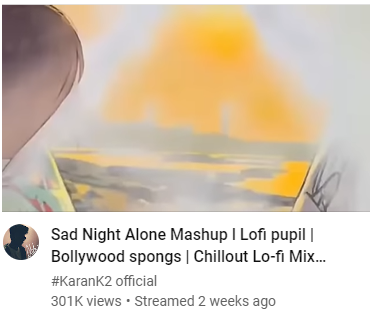 Sad Night Alone Mashup l Lofi pupil |
Bollywood spongs | Chillout Lo-fi Mix...
#KaranK2 official
301K views • Streamed 2 weeks ago